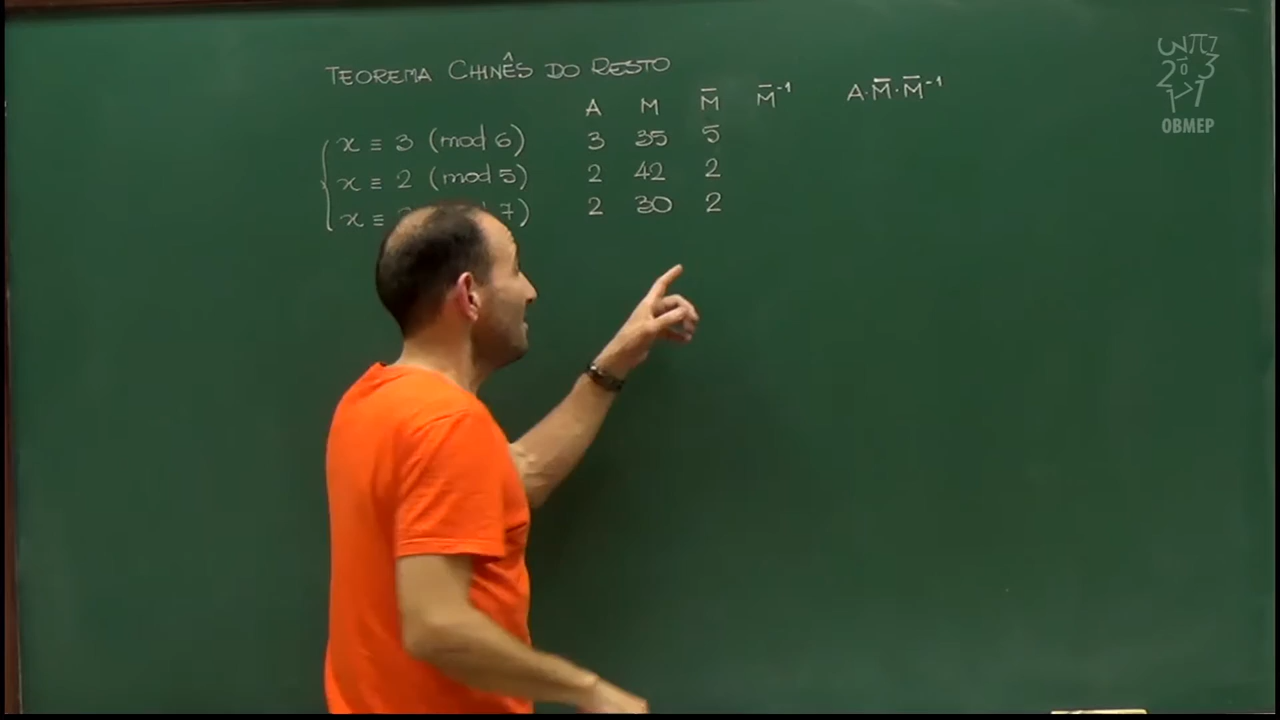 TEOREMA CHINÊS DO RESTO
A M M̅ M̅⁻¹ A·M̅·M̅⁻¹
x ≡ 3 (mod 6) 3 35 5
x ≡ 2 (mod 5) 2 42 2
x ≡ 7) 2 30 2
OBMEP